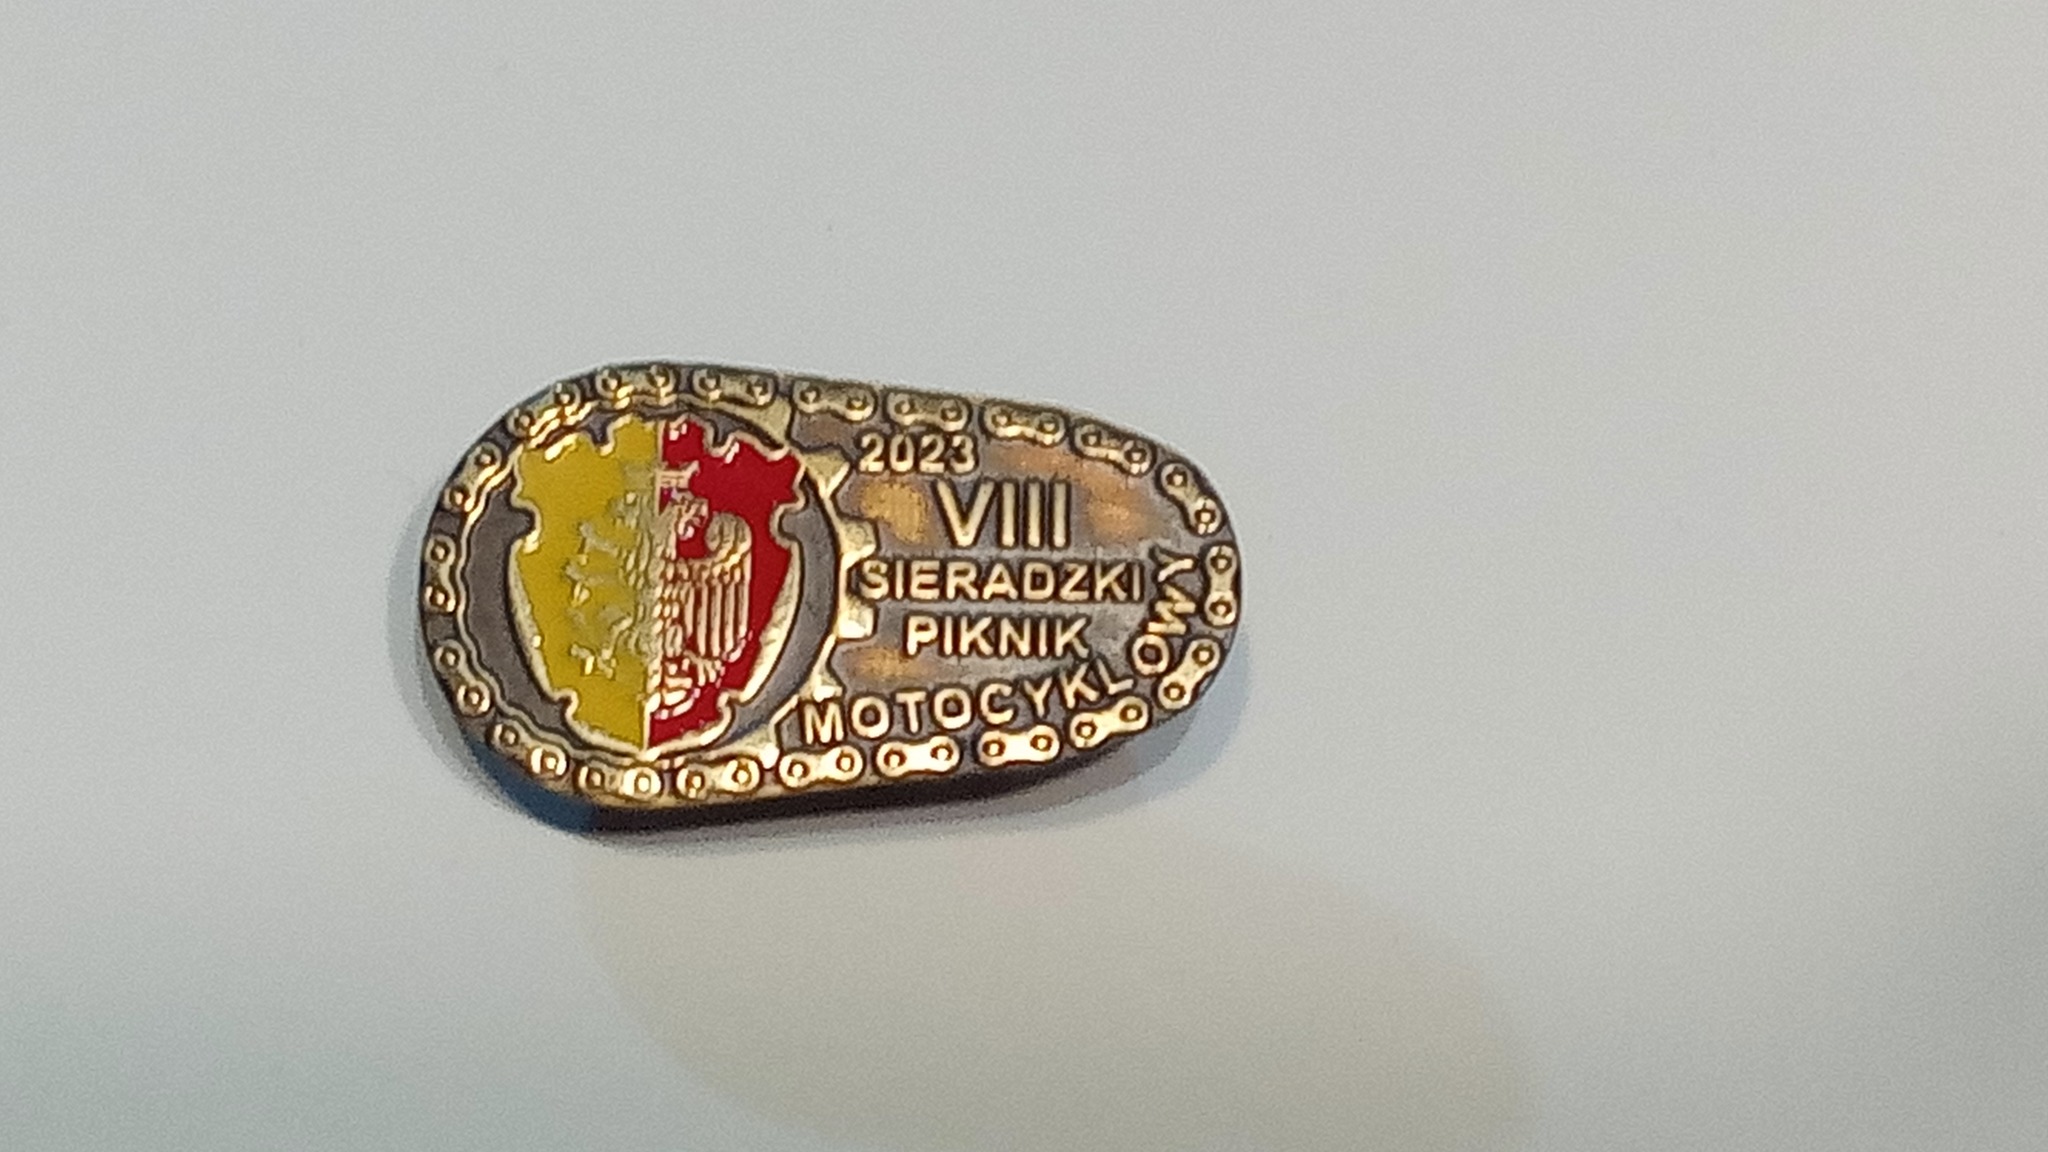 2023
VIII
SIERADZKI
PIKNIK
MOTOCYKLOWY